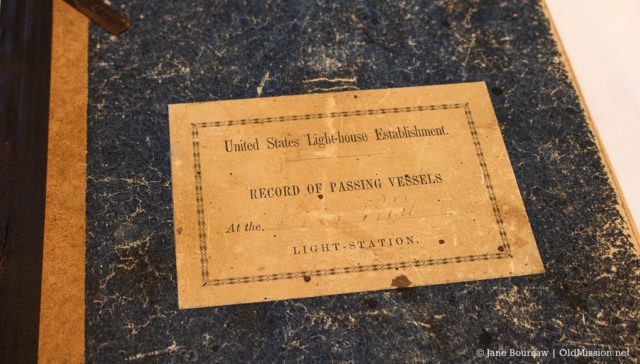 United States Light-house Establishment.
RECORD OF PASSING VESSELS
At the
LIGHT-STATION.
© Jane Boursaw | OldMission.net